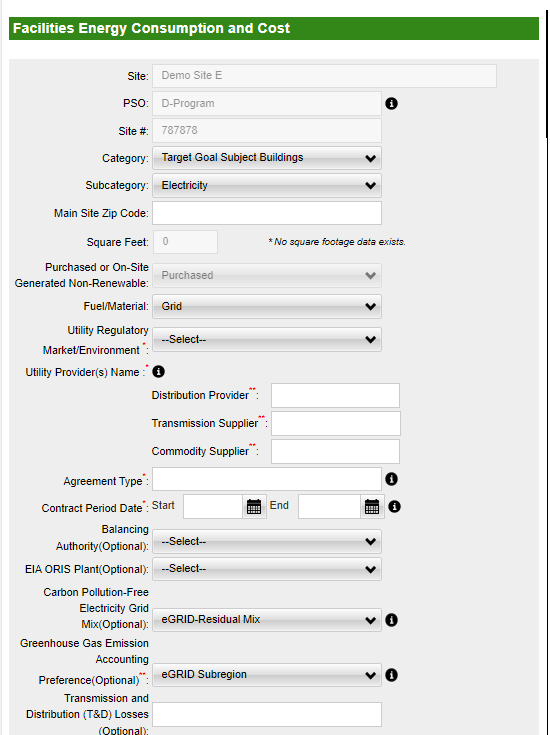 Facilities Energy Consumption and Cost
Site: Demo Site E
PSO: D-Program
Site #: 787878
Category: Target Goal Subject Buildings
Subcategory: Electricity
Main Site Zip Code:
Square Feet: 0 * No square footage data exists.
Purchased or On-Site
Generated Non-Renewable: Purchased
Fuel/Material: Grid
Utility Regulatory
Market/Environment *: --Select--
Utility Provider(s) Name :*
Distribution Provider**:
Transmission Supplier**:
Commodity Supplier**:
Agreement Type*:
Contract Period Date*: Start End
Balancing
Authority(Optional): --Select--
EIA ORIS Plant(Optional): --Select--
Carbon Pollution-Free
Electricity Grid
Mix(Optional): eGRID-Residual Mix
Greenhouse Gas Emission
Accounting
Preference(Optional)**: eGRID Subregion
Transmission and
Distribution (T&D) Losses
(Optional):